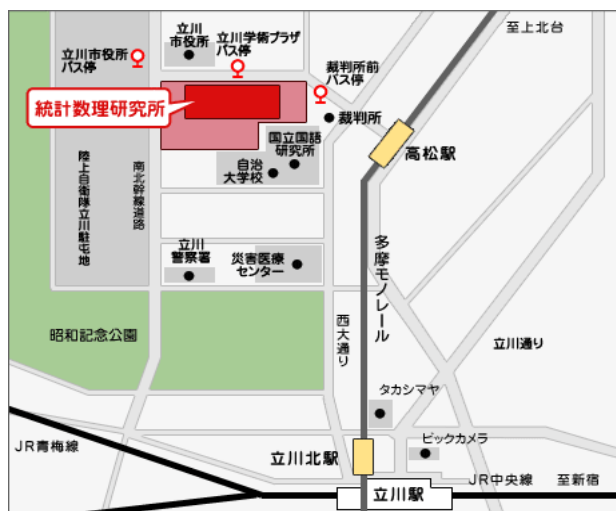 至上北台
立川市役所
バス停
立川
市役所
立川学術プラザ
バス停
裁判所前
バス停
統計数理研究所
裁判所
高松駅
国立国語
研究所
自治
大学校
陸上自衛隊立川駐屯地
南北幹線道路
立川
警察署
災害医療
センター
多摩モノレール
昭和記念公園
西大通り
立川通り
タカシマヤ
ビックカメラ
JR青梅線
立川北駅
立川駅
JR中央線
至新宿